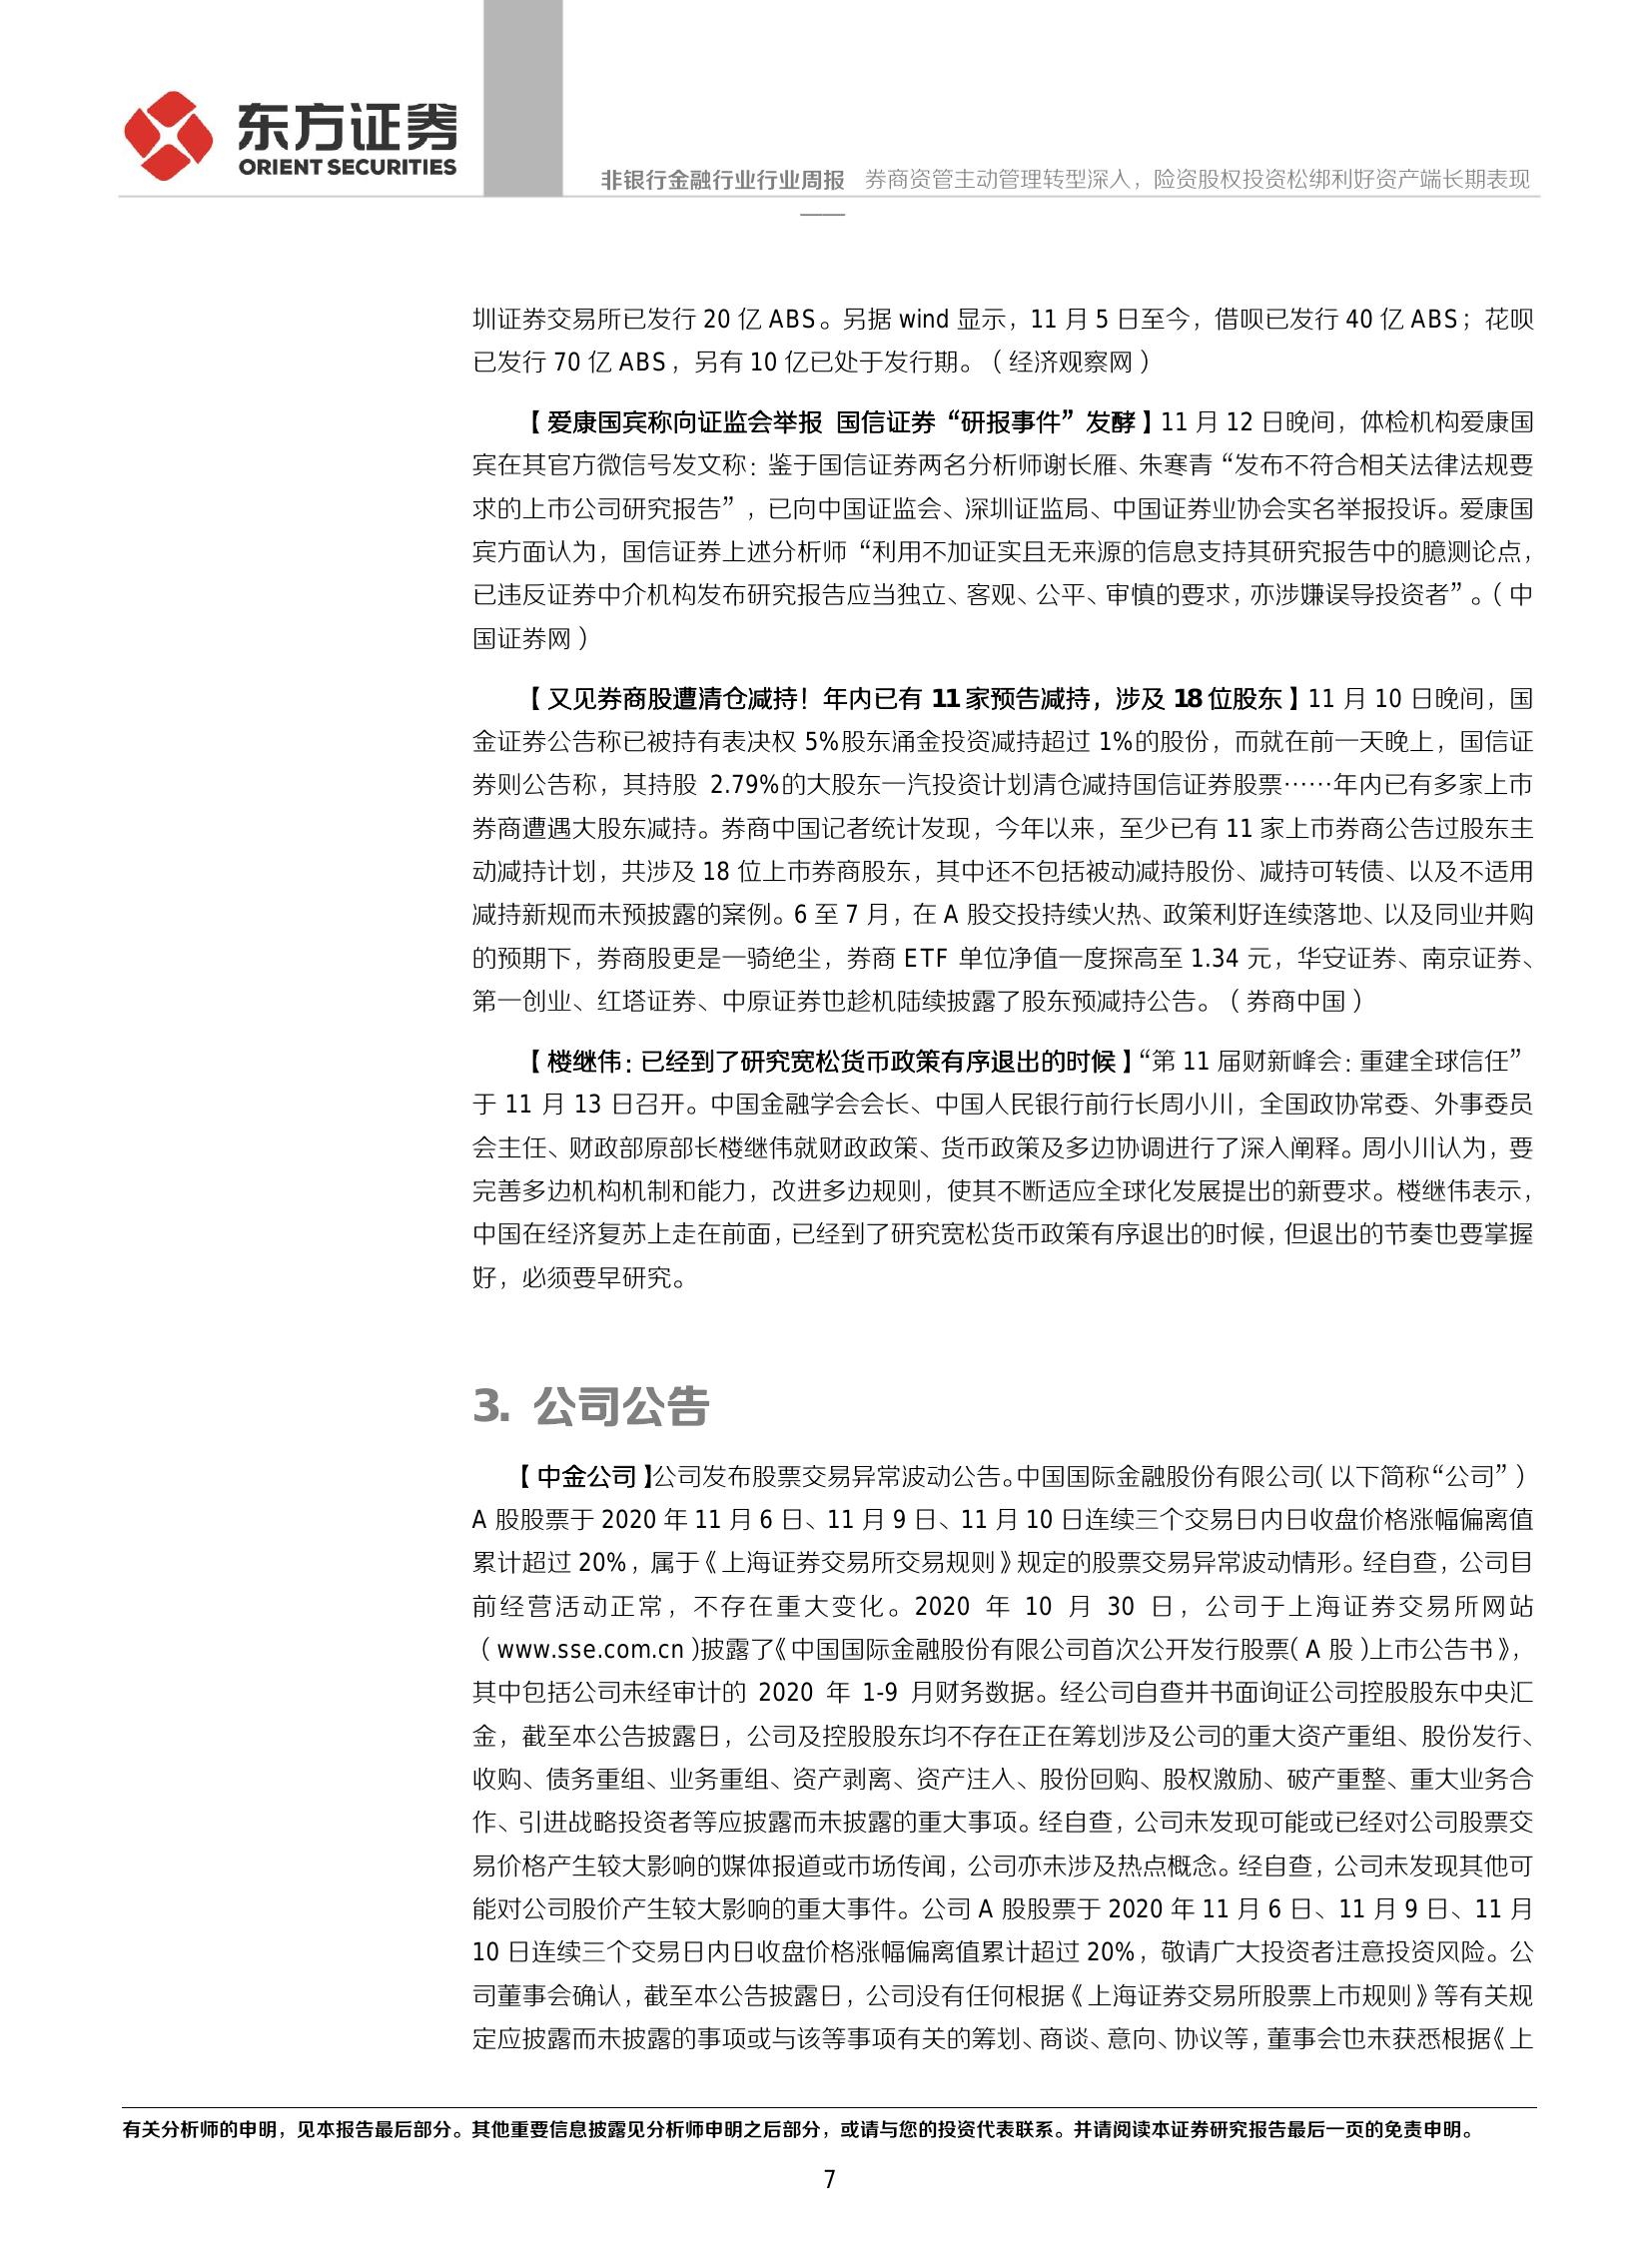 东方证券
ORIENT SECURITIES
非银行金融行业行业周报 券商资管主动管理转型深入，险资股权投资松绑利好资产端长期表现
圳证券交易所已发行 20 亿 ABS。另据 wind 显示，11 月 5 日至今，借呗已发行 40 亿 ABS；花呗
已发行 70 亿 ABS，另有 10 亿已处于发行期。（经济观察网）
【爱康国宾称向证监会举报 国信证券“研报事件”发酵】11 月 12 日晚间，体检机构爱康国
宾在其官方微信号发文称：鉴于国信证券两名分析师谢长雁、朱寒青“发布不符合相关法律法规要
求的上市公司研究报告”，已向中国证监会、深圳证监局、中国证券业协会实名举报投诉。爱康国
宾方面认为，国信证券上述分析师“利用不加证实且无来源的信息支持其研究报告中的臆测论点，
已违反证券中介机构发布研究报告应当独立、客观、公平、审慎的要求，亦涉嫌误导投资者”。（中
国证券网）
【又见券商股遭清仓减持！年内已有 11 家预告减持，涉及 18 位股东】11 月 10 日晚间，国
金证券公告称已被持有表决权 5%股东涌金投资减持超过 1%的股份，而就在前一天晚上，国信证
券则公告称，其持股 2.79%的大股东一汽投资计划清仓减持国信证券股票……年内已有多家上市
券商遭遇大股东减持。券商中国记者统计发现，今年以来，至少已有 11 家上市券商公告过股东主
动减持计划，共涉及 18 位上市券商股东，其中还不包括被动减持股份、减持可转债、以及不适用
减持新规而未预披露的案例。6 至 7 月，在 A 股交投持续火热、政策利好连续落地、以及同业并购
的预期下，券商股更是一骑绝尘，券商 ETF 单位净值一度探高至 1.34 元，华安证券、南京证券、
第一创业、红塔证券、中原证券也趁机陆续披露了股东预减持公告。（券商中国）
【楼继伟：已经到了研究宽松货币政策有序退出的时候】“第 11 届财新峰会：重建全球信任”
于 11 月 13 日召开。中国金融学会会长、中国人民银行前行长周小川，全国政协常委、外事委员
会主任、财政部原部长楼继伟就财政政策、货币政策及多边协调进行了深入阐释。周小川认为，要
完善多边机构机制和能力，改进多边规则，使其不断适应全球化发展提出的新要求。楼继伟表示，
中国在经济复苏上走在前面，已经到了研究宽松货币政策有序退出的时候，但退出的节奏也要掌握
好，必须要早研究。
3. 公司公告
【中金公司】公司发布股票交易异常波动公告。中国国际金融股份有限公司（以下简称“公司”）
A 股股票于 2020 年 11 月 6 日、11 月 9 日、11 月 10 日连续三个交易日内日收盘价格涨幅偏离值
累计超过 20%，属于《上海证券交易所交易规则》规定的股票交易异常波动情形。经自查，公司目
前经营活动正常，不存在重大变化。2020 年 10 月 30 日，公司于上海证券交易所网站
（www.sse.com.cn）披露了《中国国际金融股份有限公司首次公开发行股票（A 股）上市公告书》，
其中包括公司未经审计的 2020 年 1-9 月财务数据。经公司自查并书面询证公司控股股东中央汇
金，截至本公告披露日，公司及控股股东均不存在正在筹划涉及公司的重大资产重组、股份发行、
收购、债务重组、业务重组、资产剥离、资产注入、股份回购、股权激励、破产重整、重大业务合
作、引进战略投资者等应披露而未披露的重大事项。经自查，公司未发现可能或已经对公司股票交
易价格产生较大影响的媒体报道或市场传闻，公司亦未涉及热点概念。经自查，公司未发现其他可
能对公司股价产生较大影响的重大事件。公司 A 股股票于 2020 年 11 月 6 日、11 月 9 日、11 月
10 日连续三个交易日内日收盘价格涨幅偏离值累计超过 20%，敬请广大投资者注意投资风险。公
司董事会确认，截至本公告披露日，公司没有任何根据《上海证券交易所股票上市规则》等有关规
定应披露而未披露的事项或与该等事项有关的筹划、商谈、意向、协议等，董事会也未获悉根据《上
有关分析师的申明，见本报告最后部分。其他重要信息披露见分析师申明之后部分，或请与您的投资代表联系。并请阅读本证券研究报告最后一页的免责申明。
7